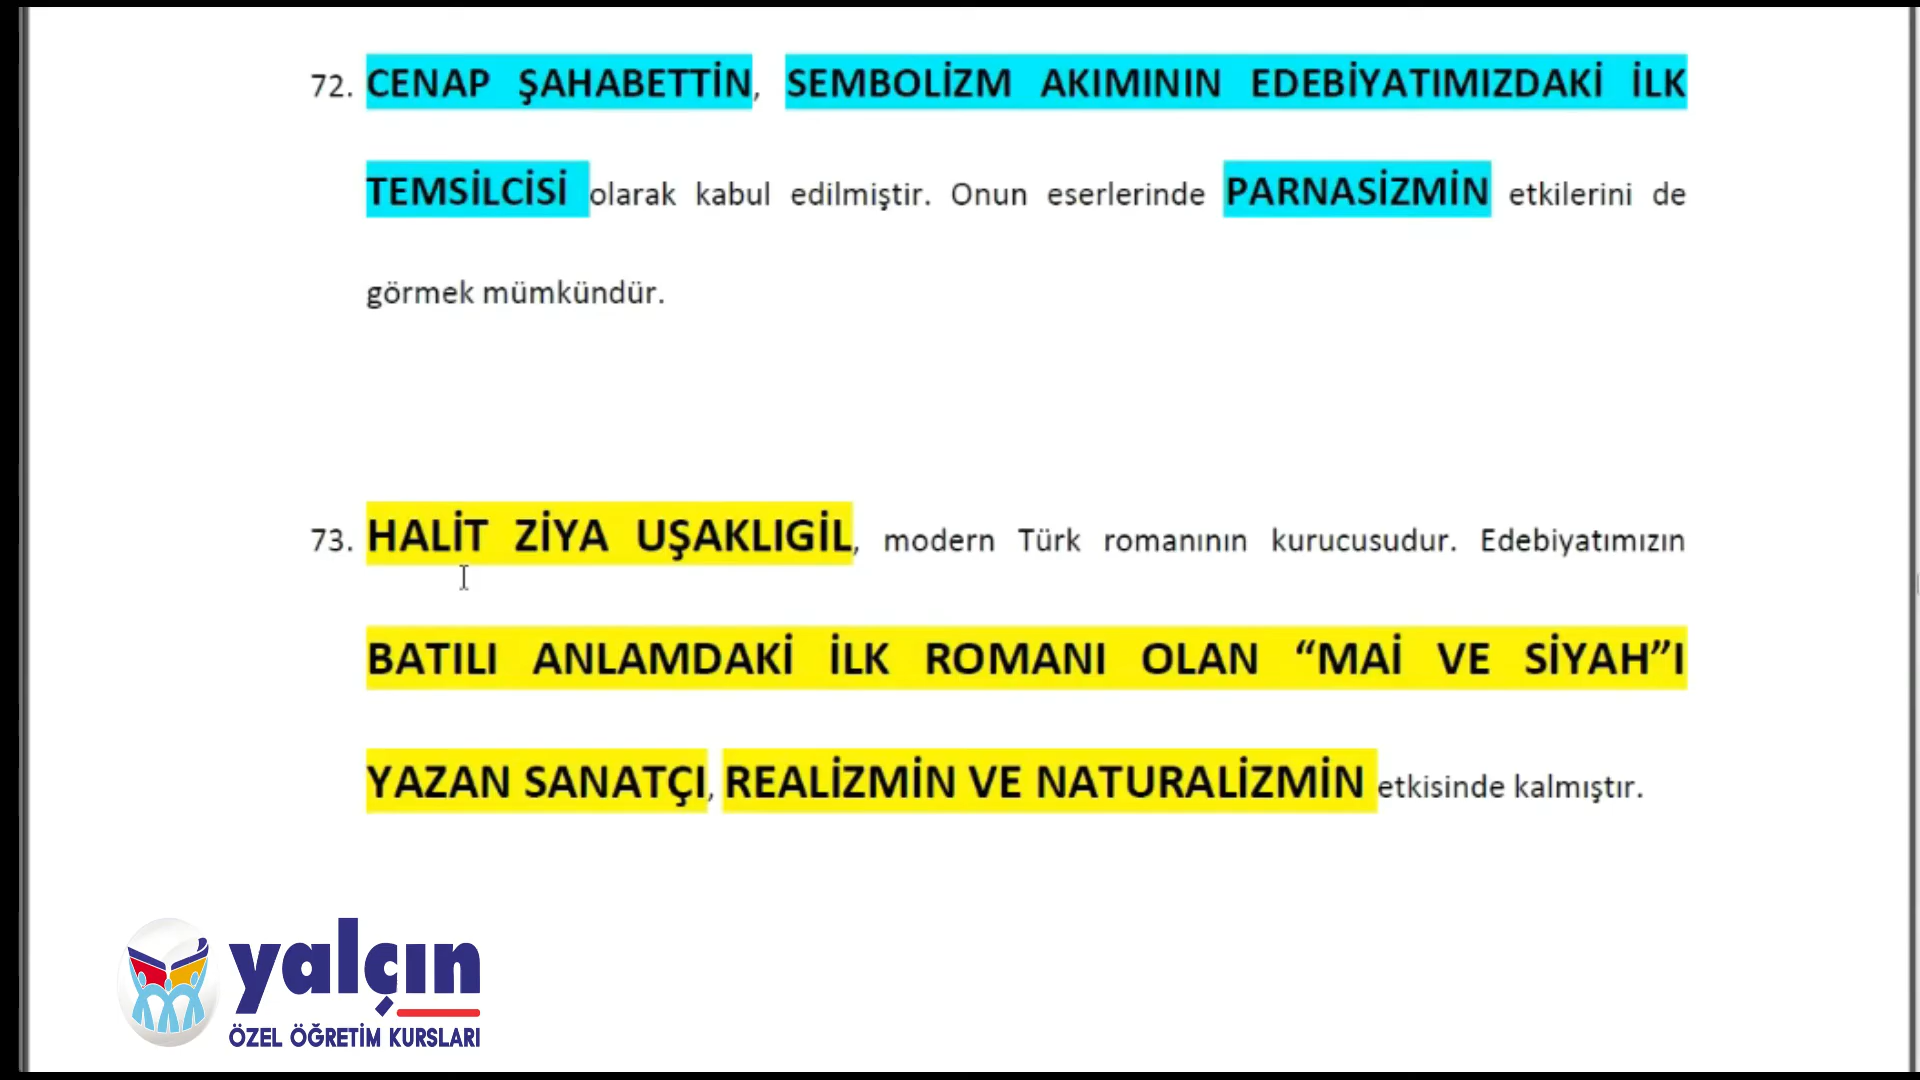 72. CENAP ŞAHABETTİN, SEMBOLİZM AKIMININ EDEBİYATIMIZDAKİ İLK
TEMSİLCİSİ olarak kabul edilmiştir. Onun eserlerinde PARNASİZMİN etkilerini de
görmek mümkündür.
73. HALİT ZİYA UŞAKLIGİL, modern Türk romanının kurucusudur. Edebiyatımızın
BATILI ANLAMDAKİ İLK ROMANI OLAN “MAİ VE SİYAH”I
YAZAN SANATÇI, REALİZMİN VE NATURALİZMİN etkisinde kalmıştır.
yalçın
ÖZEL ÖĞRETİM KURSLARI